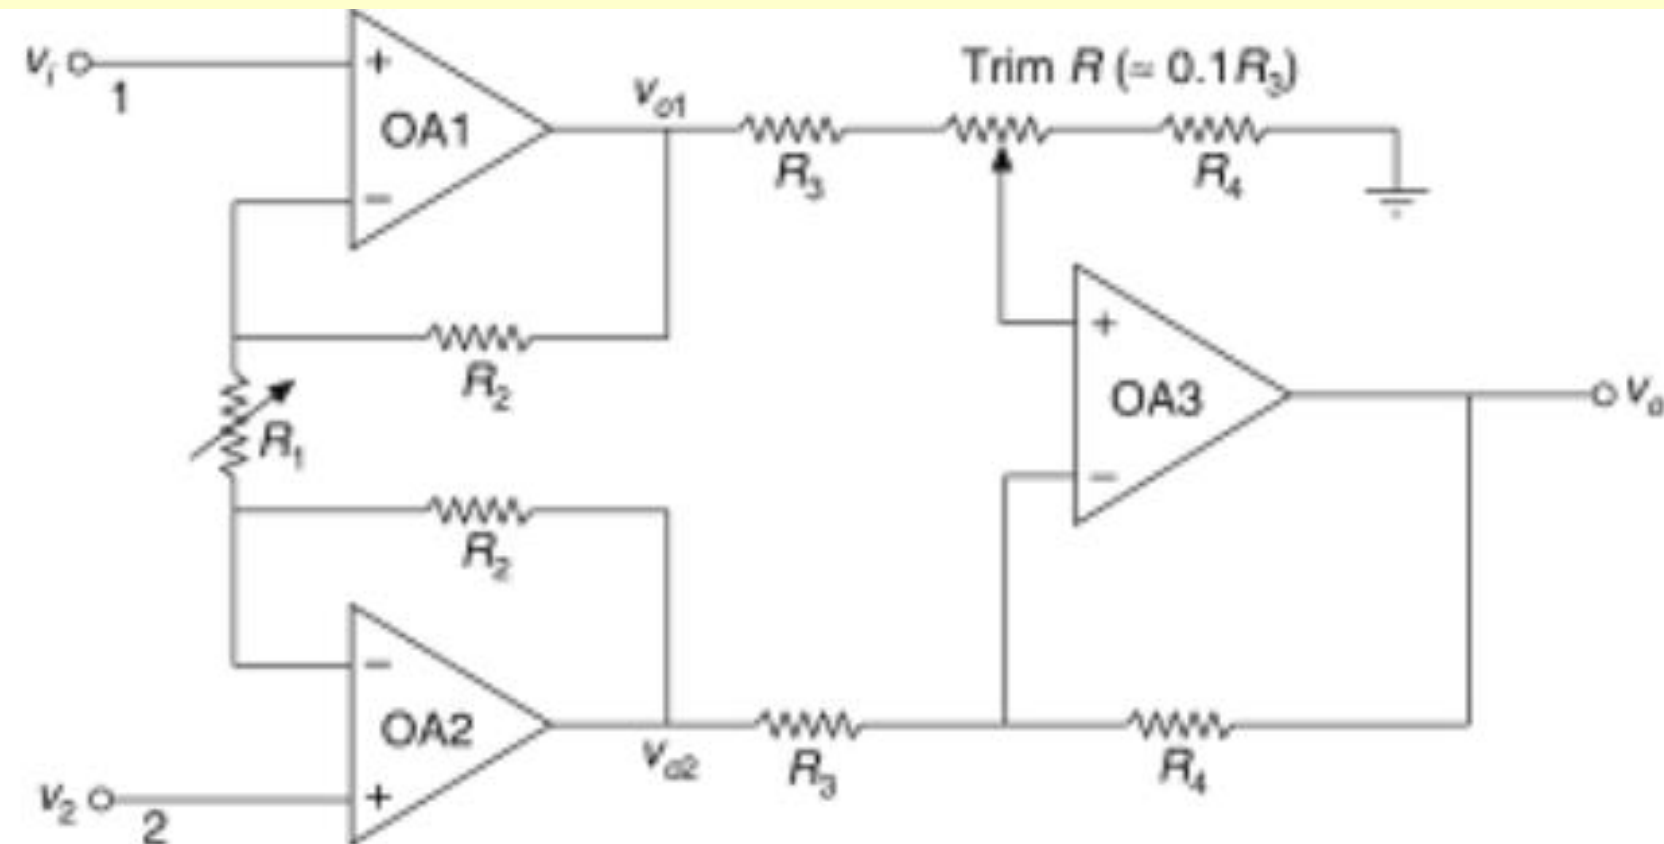 Trim R (≃ 0.1R₃)
vᵢ
1
+
OA1
−
vₒ₁
R₃
R₄
R₂
R₁
+
OA3
−
vₒ
R₂
−
OA2
+
vₒ₂
R₃
R₄
v₂
2